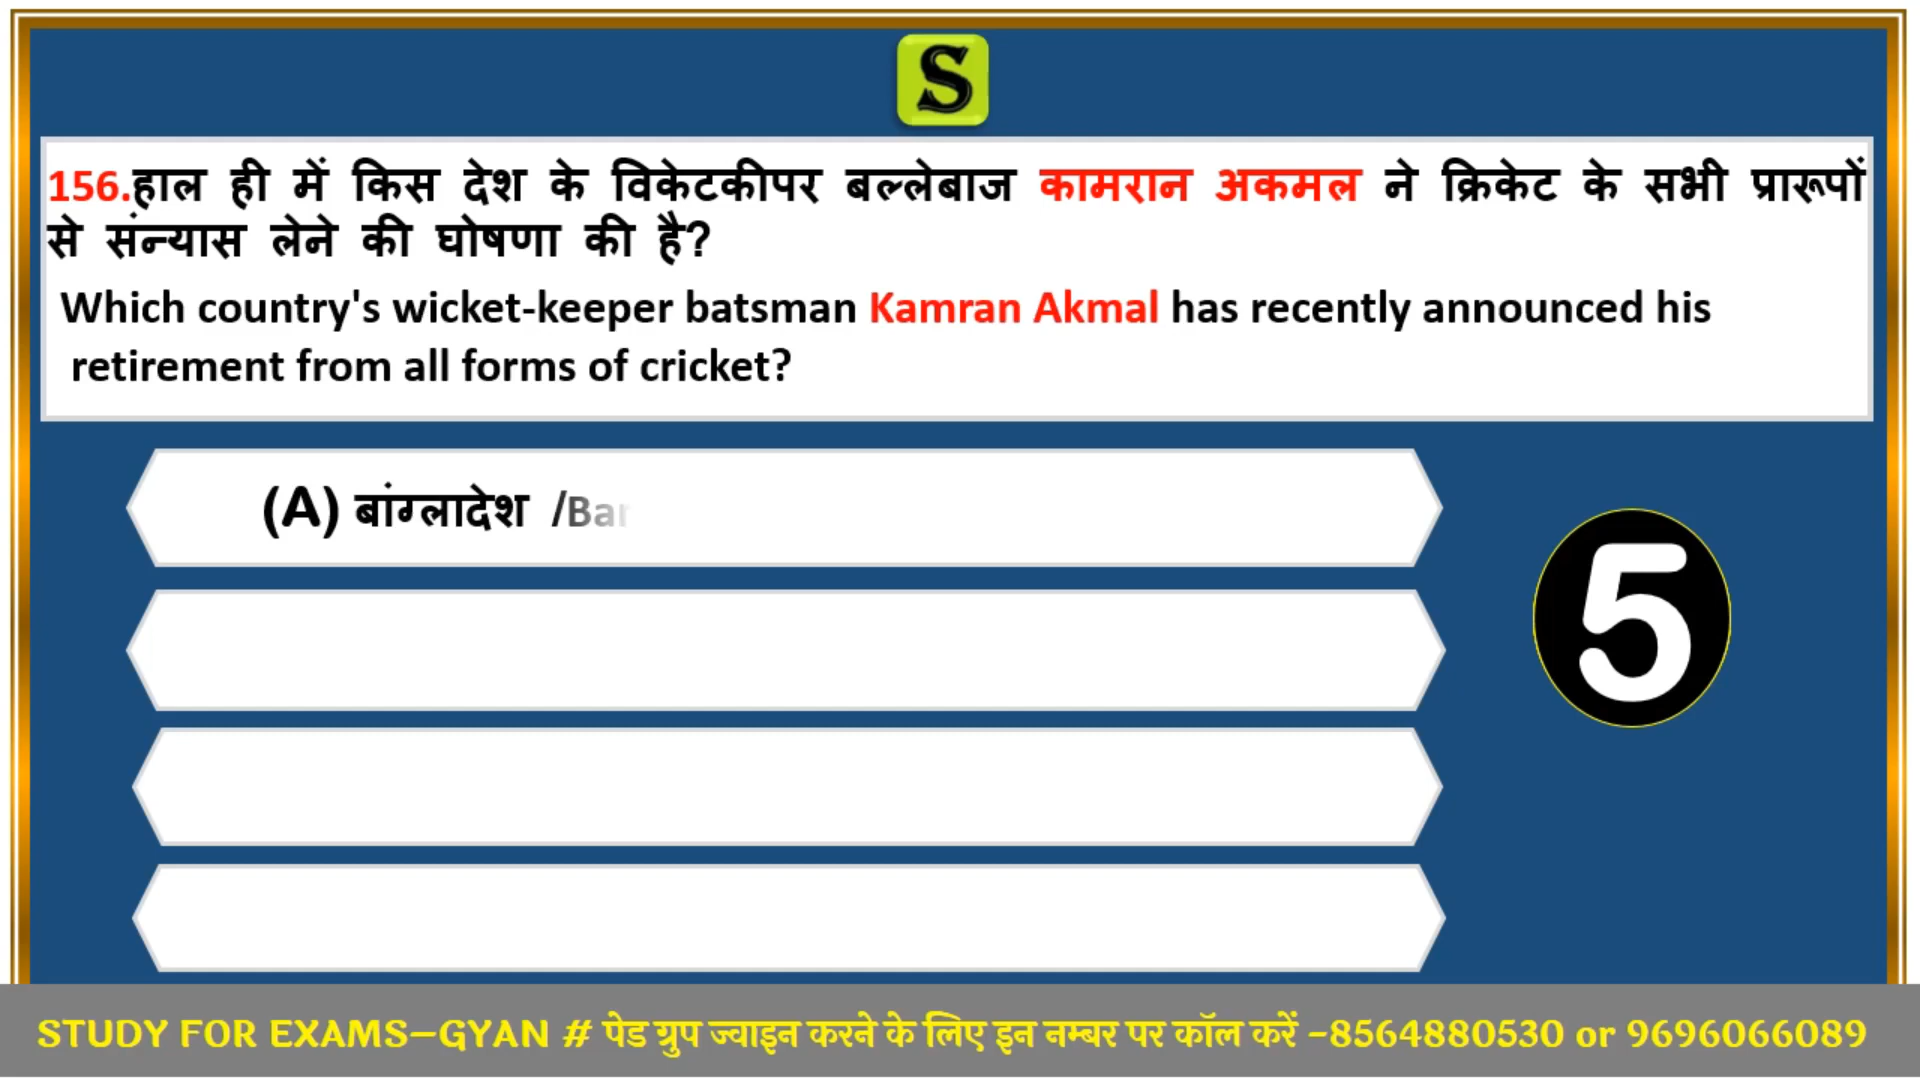 S
156.हाल ही में किस देश के विकेटकीपर बल्लेबाज कामरान अकमल ने क्रिकेट के सभी प्रारूपों
से संन्यास लेने की घोषणा की है?
Which country's wicket-keeper batsman Kamran Akmal has recently announced his
retirement from all forms of cricket?
(A) बांग्लादेश /Ban
5
STUDY FOR EXAMS–GYAN # पेड ग्रुप ज्वाइन करने के लिए इन नम्बर पर कॉल करें -8564880530 or 9696066089